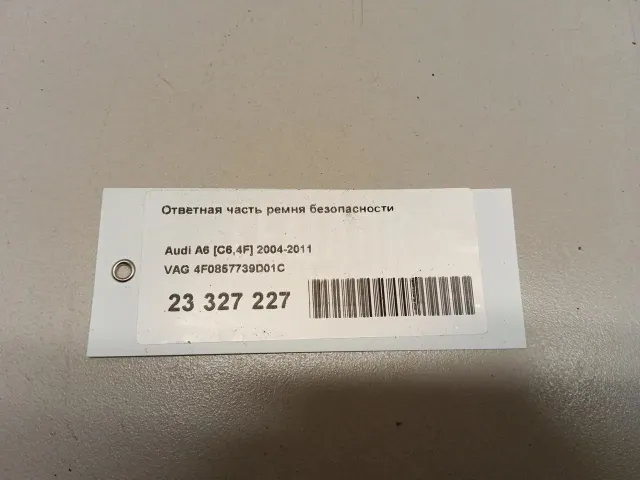 Ответная часть ремня безопасности
Audi A6 [C6,4F] 2004-2011
VAG 4F0857739D01C
23 327 227